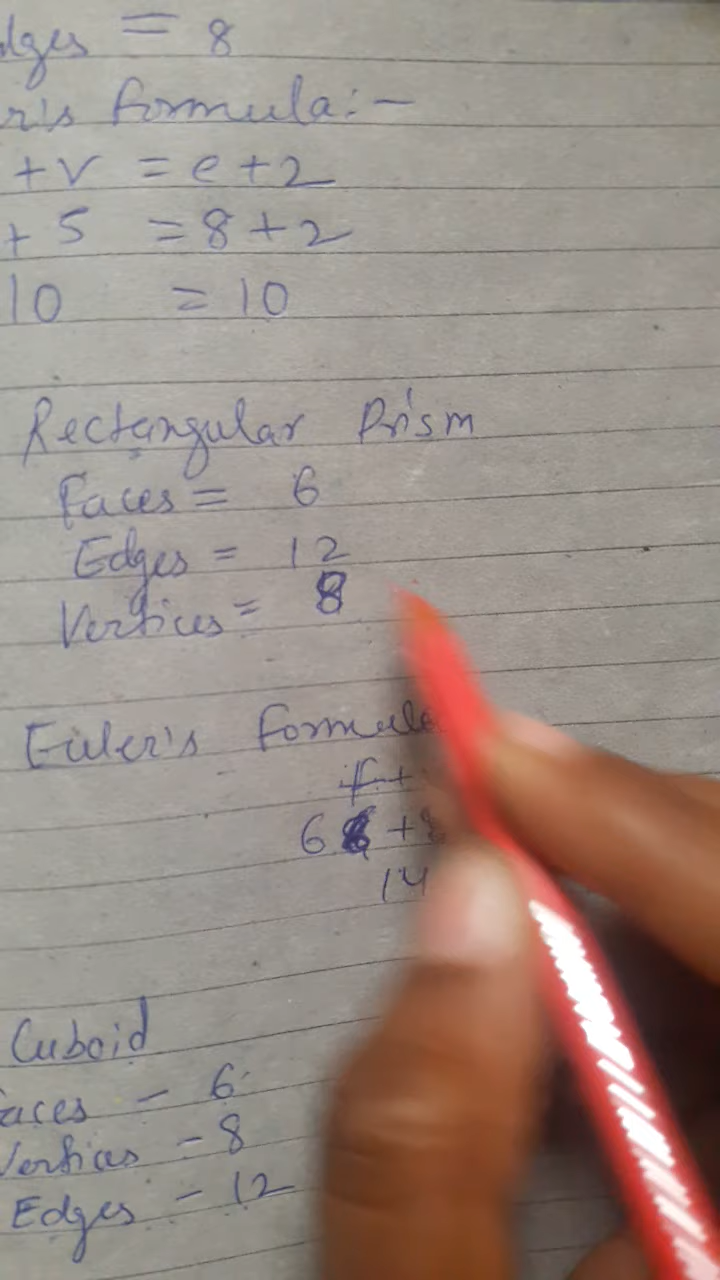 dges = 8
r's formula:-
+ v = e + 2
+ 5 = 8 + 2
10 = 10
Rectangular Prism
Faces = 6
Edges = 12
Vertices = 8
Euler's formula
f +
6 + 8
14
Cuboid
aces - 6
Vertices - 8
Edges - 12